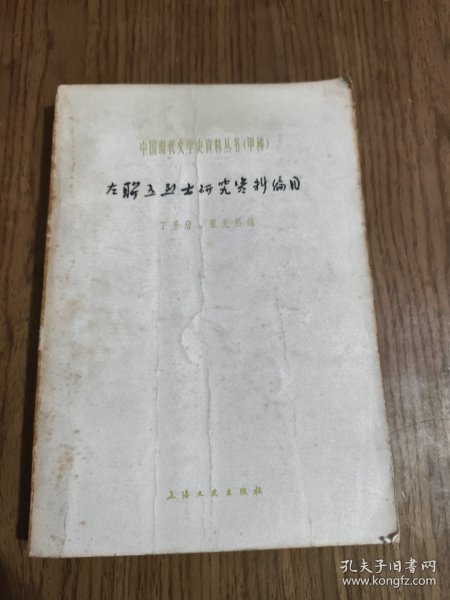 中国现代文学史资料丛书(甲种)
左联五烈士研究资料编目
丁景唐 瞿光熙编
上海文艺出版社
孔夫子旧书网
www.kongfz.com